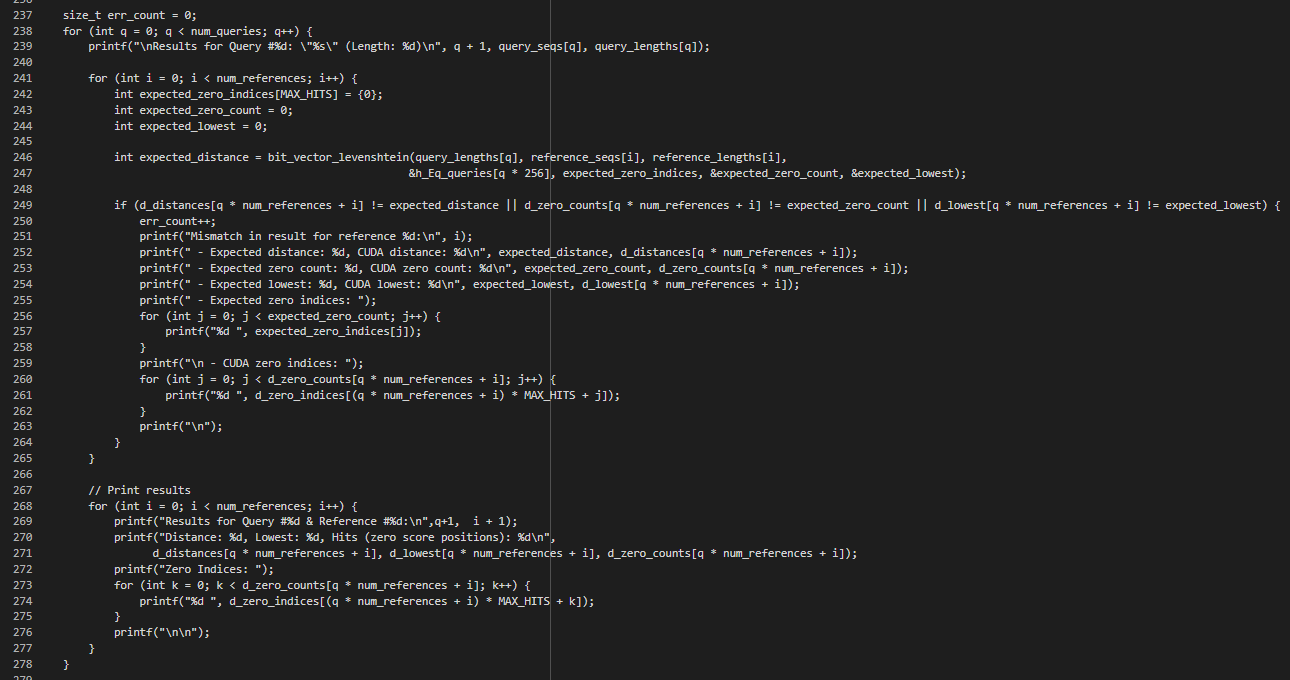 237 size_t err_count = 0;
238 for (int q = 0; q < num_queries; q++) {
239     printf("\nResults for Query #%d: \"%s\" (Length: %d)\n", q + 1, query_seqs[q], query_lengths[q]);
240
241     for (int i = 0; i < num_references; i++) {
242         int expected_zero_indices[MAX_HITS] = {0};
243         int expected_zero_count = 0;
244         int expected_lowest = 0;
245
246         int expected_distance = bit_vector_levenshtein(query_lengths[q], reference_seqs[i], reference_lengths[i],
247                                                        &h_Eq_queries[q * 256], expected_zero_indices, &expected_zero_count, &expected_lowest);
248
249         if (d_distances[q * num_references + i] != expected_distance || d_zero_counts[q * num_references + i] != expected_zero_count || d_lowest[q * num_references + i] != expected_lowest) {
250             err_count++;
251             printf("Mismatch in result for reference %d:\n", i);
252             printf(" - Expected distance: %d, CUDA distance: %d\n", expected_distance, d_distances[q * num_references + i]);
253             printf(" - Expected zero count: %d, CUDA zero count: %d\n", expected_zero_count, d_zero_counts[q * num_references + i]);
254             printf(" - Expected lowest: %d, CUDA lowest: %d\n", expected_lowest, d_lowest[q * num_references + i]);
255             printf(" - Expected zero indices: ");
256             for (int j = 0; j < expected_zero_count; j++) {
257                 printf("%d ", expected_zero_indices[j]);
258             }
259             printf("\n - CUDA zero indices: ");
260             for (int j = 0; j < d_zero_counts[q * num_references + i]; j++) {
261                 printf("%d ", d_zero_indices[(q * num_references + i) * MAX_HITS + j]);
262             }
263             printf("\n");
264         }
265     }
266
267     // Print results
268     for (int i = 0; i < num_references; i++) {
269         printf("Results for Query #%d & Reference #%d:\n",q+1,  i + 1);
270         printf("Distance: %d, Lowest: %d, Hits (zero score positions): %d\n",
271               d_distances[q * num_references + i], d_lowest[q * num_references + i], d_zero_counts[q * num_references + i]);
272         printf("Zero Indices: ");
273         for (int k = 0; k < d_zero_counts[q * num_references + i]; k++) {
274             printf("%d ", d_zero_indices[(q * num_references + i) * MAX_HITS + k]);
275         }
276         printf("\n\n");
277     }
278 }